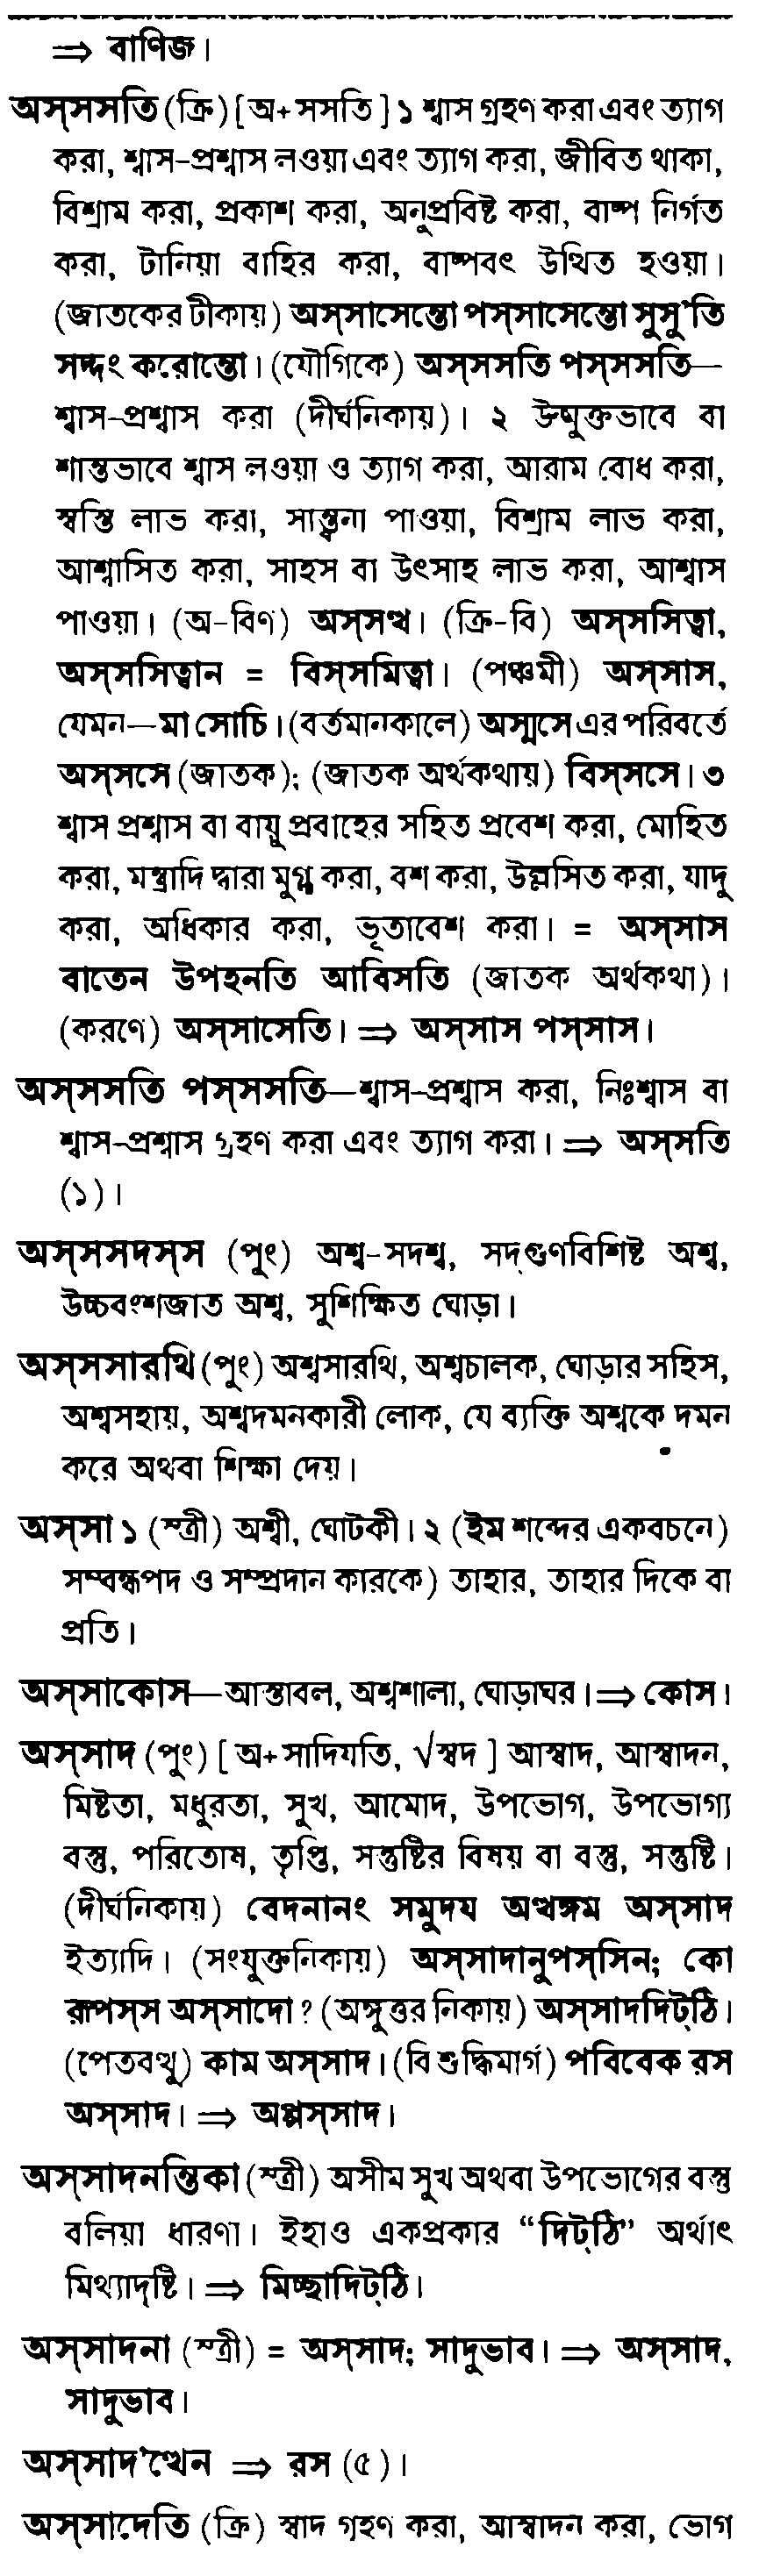 ⇒ বাণিজ।
অস্‌সসতি (ক্রি) [ অ+ সসতি ] ১ শ্বাস গ্রহণ করা এবং ত্যাগ
করা, শ্বাস-প্রশ্বাস লওয়া এবং ত্যাগ করা, জীবিত থাকা,
বিশ্রাম করা, প্রকাশ করা, অনুপ্রবিষ্ট করা, বাষ্প নির্গত
করা, টানিয়া বাহির করা, বাষ্পবৎ উত্থিত হওয়া।
(জাতকের টীকায়) অস্‌সাসেন্তো পস্‌সাসেন্তো সুসু'তি
সদ্দং করোন্তো। (যৌগিকে) অস্‌সসতি পস্‌সসতি—
শ্বাস-প্রশ্বাস করা (দীর্ঘনিকায়)। ২ উন্মুক্তভাবে বা
শান্তভাবে শ্বাস লওয়া ও ত্যাগ করা, আরাম বোধ করা,
স্বস্তি লাভ করা, সান্ত্বনা পাওয়া, বিশ্রাম লাভ করা,
আশ্বাসিত করা, সাহস বা উৎসাহ লাভ করা, আশ্বাস
পাওয়া। (অ-বিণ) অস্‌সত্থ। (ক্রি-বি) অস্‌সসিত্বা,
অস্‌সসিত্বান = বিস্‌সমিত্বা। (পঞ্চমী) অস্‌সাস,
যেমন—মা সোচি। (বর্তমানকালে) অস্মসে এর পরিবর্তে
অস্‌সসে (জাতক); (জাতক অর্থকথায়) বিস্‌সসে। ৩
শ্বাস প্রশ্বাস বা বায়ু প্রবাহের সহিত প্রবেশ করা, মোহিত
করা, মন্ত্রাদি দ্বারা মুগ্ধ করা, বশ করা, উল্লসিত করা, যাদু
করা, অধিকার করা, ভূতাবেশ করা। = অস্‌সাস
বাতেন উপহনতি আবিসতি (জাতক অর্থকথা)।
(করণে) অস্‌সাসেতি। ⇒ অস্‌সাস পস্‌সাস।
অস্‌সসতি পস্‌সসতি—শ্বাস-প্রশ্বাস করা, নিঃশ্বাস বা
শ্বাস-প্রশ্বাস গ্রহণ করা এবং ত্যাগ করা। ⇒ অস্‌সতি
(১)।
অস্‌সসদস্‌স (পুং) অশ্ব-সদশ্ব, সদ্‌গুণবিশিষ্ট অশ্ব,
উচ্চবংশজাত অশ্ব, সুশিক্ষিত ঘোড়া।
অস্‌সসারথি (পুং) অশ্বসারথি, অশ্বচালক, ঘোড়ার সহিস,
অশ্বসহায়, অশ্বদমনকারী লোক, যে ব্যক্তি অশ্বকে দমন
করে অথবা শিক্ষা দেয়।
অস্‌সা ১ (স্ত্রী) অশ্বী, ঘোটকী। ২ (ইম শব্দের একবচনে)
সম্বন্ধপদ ও সম্প্রদান কারকে) তাহার, তাহার দিকে বা
প্রতি।
অস্‌সাকোস—আস্তাবল, অশ্বশালা, ঘোড়াঘর। ⇒ কোস।
অস্‌সাদ (পুং) [ অ+ সাদিযতি, √স্বদ ] আস্বাদ, আস্বাদন,
মিষ্টতা, মধুরতা, সুখ, আমোদ, উপভোগ, উপভোগ্য
বস্তু, পরিতোষ, তৃপ্তি, সন্তুষ্টির বিষয় বা বস্তু, সন্তুষ্টি।
(দীর্ঘনিকায়) বেদনানং সমুদয অত্থঙ্গম অস্‌সাদ
ইত্যাদি। (সংযুক্তনিকায়) অস্‌সাদানুপস্‌সিন; কো
রূপস্‌স অস্‌সাদো? (অঙ্গুত্তর নিকায়) অস্‌সাদদিট্‌ঠি।
(পেতবত্থু) কাম অস্‌সাদ। (বিশুদ্ধিমার্গ) পবিবেক রস
অস্‌সাদ। ⇒ অপ্পস্‌সাদ।
অস্‌সাদনন্তিকা (স্ত্রী) অসীম সুখ অথবা উপভোগের বস্তু
বলিয়া ধারণা। ইহাও একপ্রকার “দিট্‌ঠি” অর্থাৎ
মিথ্যাদৃষ্টি। ⇒ মিচ্ছাদিট্‌ঠি।
অস্‌সাদনা (স্ত্রী) = অস্‌সাদ; সাদুভাব। ⇒ অস্‌সাদ,
সাদুভাব।
অস্‌সাদ'ত্থেন ⇒ রস (৫)।
অস্‌সাদেতি (ক্রি) স্বাদ গ্রহণ করা, আস্বাদন করা, ভোগ